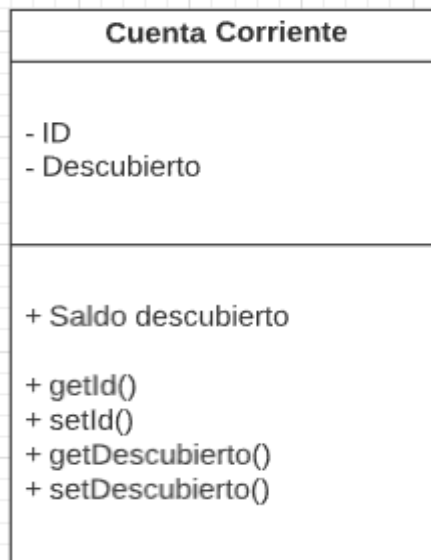 Cuenta Corriente
- ID
- Descubierto
+ Saldo descubierto
+ getId()
+ setId()
+ getDescubierto()
+ setDescubierto()